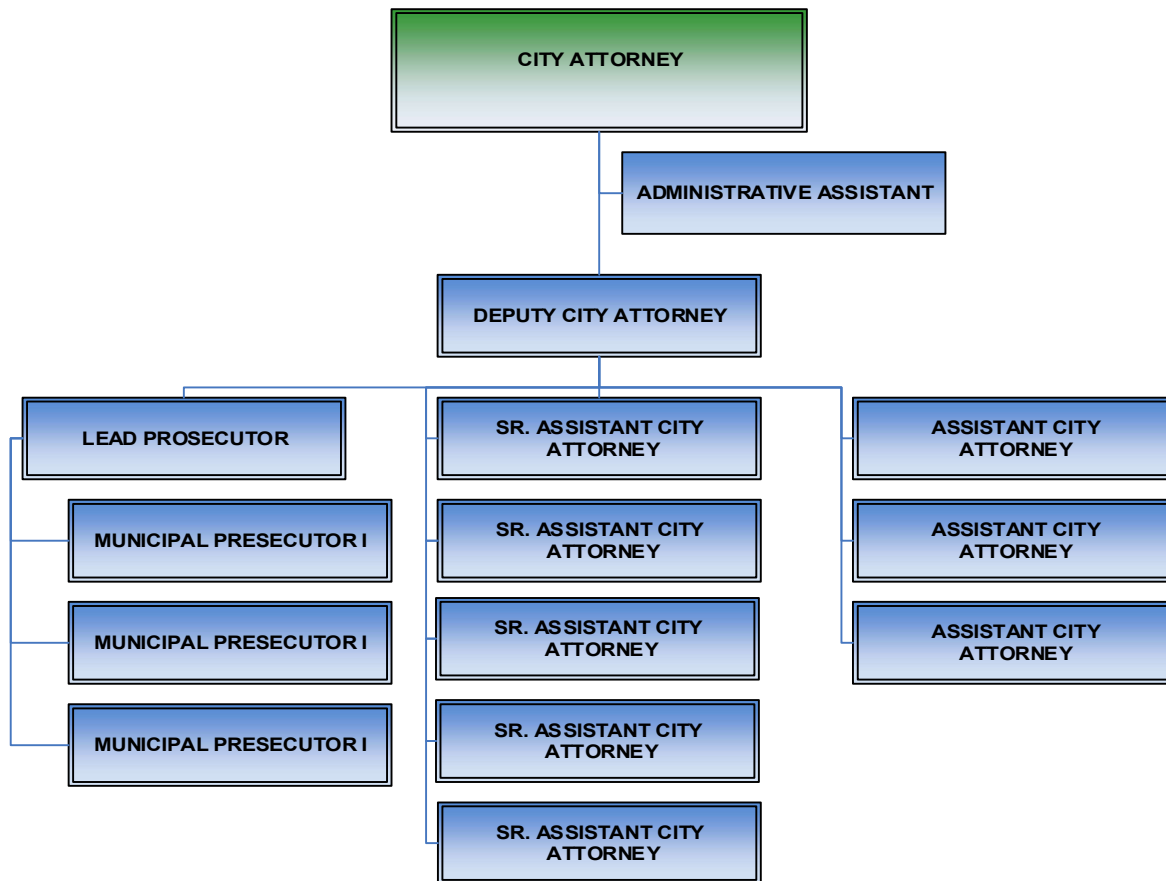 CITY ATTORNEY
ADMINISTRATIVE ASSISTANT
DEPUTY CITY ATTORNEY
LEAD PROSECUTOR
MUNICIPAL PRESECUTOR I
MUNICIPAL PRESECUTOR I
MUNICIPAL PRESECUTOR I
SR. ASSISTANT CITY
ATTORNEY
SR. ASSISTANT CITY
ATTORNEY
SR. ASSISTANT CITY
ATTORNEY
SR. ASSISTANT CITY
ATTORNEY
SR. ASSISTANT CITY
ATTORNEY
ASSISTANT CITY
ATTORNEY
ASSISTANT CITY
ATTORNEY
ASSISTANT CITY
ATTORNEY